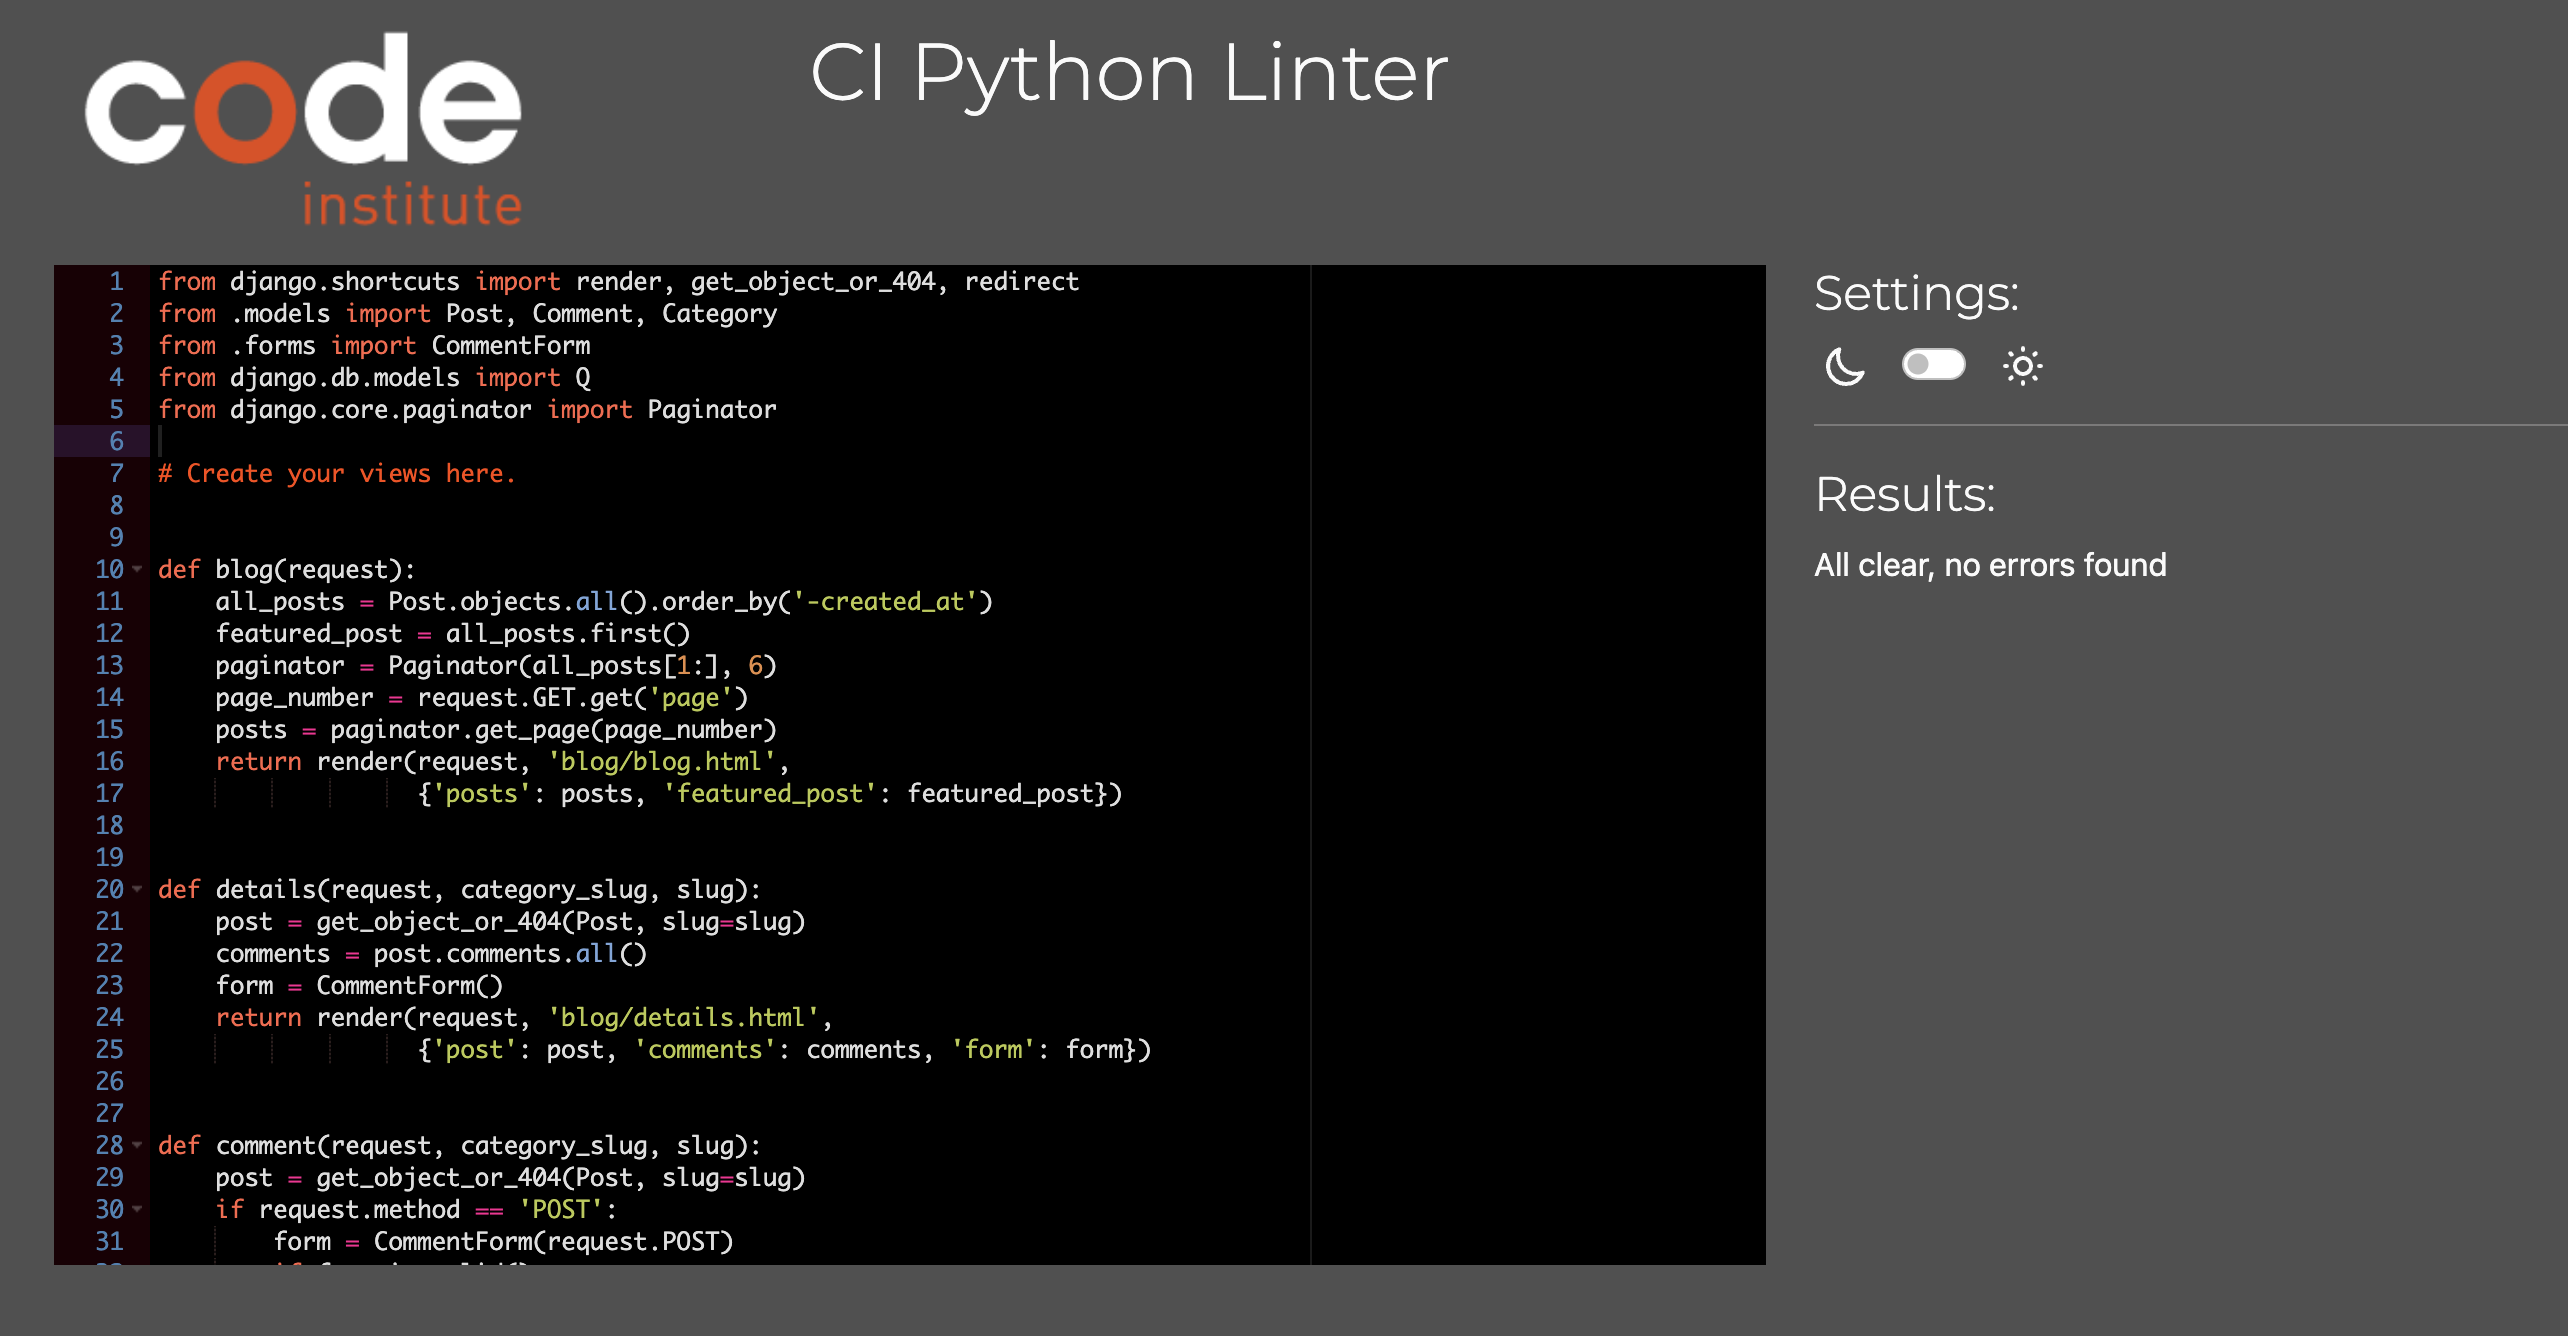 code
institute
CI Python Linter
1 from django.shortcuts import render, get_object_or_404, redirect
2 from .models import Post, Comment, Category
3 from .forms import CommentForm
4 from django.db.models import Q
5 from django.core.paginator import Paginator
6
7 # Create your views here.
8
9
10 def blog(request):
11     all_posts = Post.objects.all().order_by('-created_at')
12     featured_post = all_posts.first()
13     paginator = Paginator(all_posts[1:], 6)
14     page_number = request.GET.get('page')
15     posts = paginator.get_page(page_number)
16     return render(request, 'blog/blog.html',
17                   {'posts': posts, 'featured_post': featured_post})
18
19
20 def details(request, category_slug, slug):
21     post = get_object_or_404(Post, slug=slug)
22     comments = post.comments.all()
23     form = CommentForm()
24     return render(request, 'blog/details.html',
25                   {'post': post, 'comments': comments, 'form': form})
26
27
28 def comment(request, category_slug, slug):
29     post = get_object_or_404(Post, slug=slug)
30     if request.method == 'POST':
31         form = CommentForm(request.POST)
Settings:
Results:
All clear, no errors found